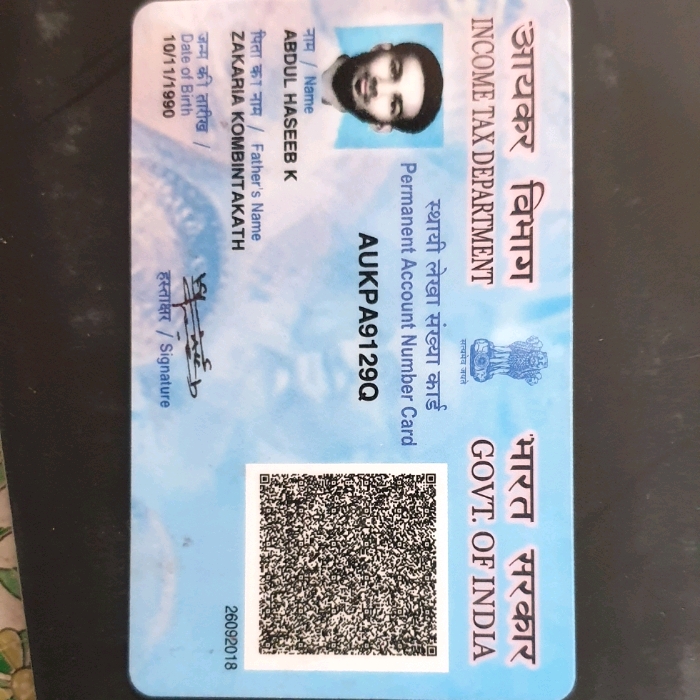 आयकर विभाग
INCOME TAX DEPARTMENT
सत्यमेव जयते
भारत सरकार
GOVT. OF INDIA
स्थायी लेखा संख्या कार्ड
Permanent Account Number Card
AUKPA9129Q
नाम / Name
ABDUL HASEEB K
पिता का नाम / Father's Name
ZAKARIA KOMBINTAKATH
जन्म की तारीख /
Date of Birth
10/11/1990
हस्ताक्षर / Signature
26092018